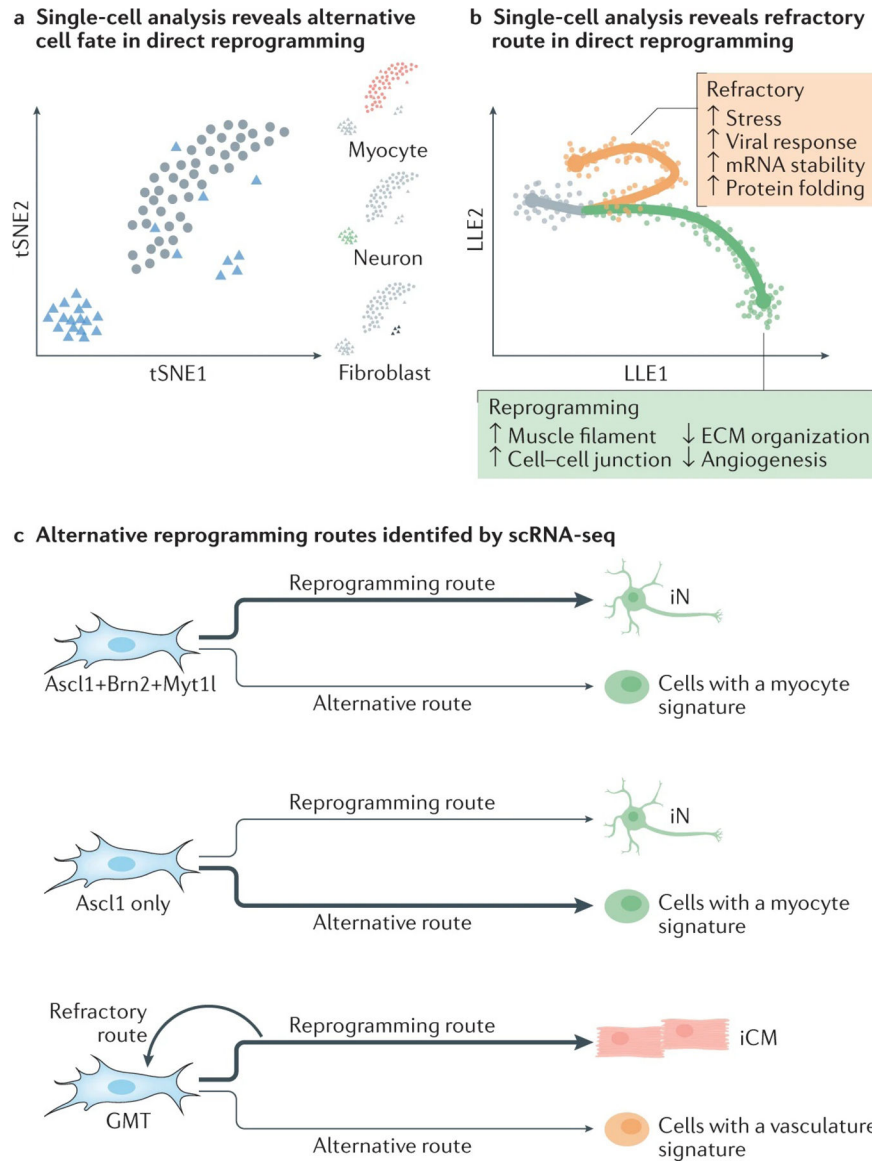 a Single-cell analysis reveals alternative
cell fate in direct reprogramming
tSNE2
tSNE1
Myocyte
Neuron
Fibroblast
b Single-cell analysis reveals refractory
route in direct reprogramming
LLE2
LLE1
Refractory
↑ Stress
↑ Viral response
↑ mRNA stability
↑ Protein folding
Reprogramming
↑ Muscle filament ↓ ECM organization
↑ Cell–cell junction ↓ Angiogenesis
c Alternative reprogramming routes identifed by scRNA-seq
Ascl1+Brn2+Myt1l
Reprogramming route
iN
Alternative route
Cells with a myocyte
signature
Ascl1 only
Reprogramming route
iN
Alternative route
Cells with a myocyte
signature
Refractory
route
GMT
Reprogramming route
iCM
Alternative route
Cells with a vasculature
signature